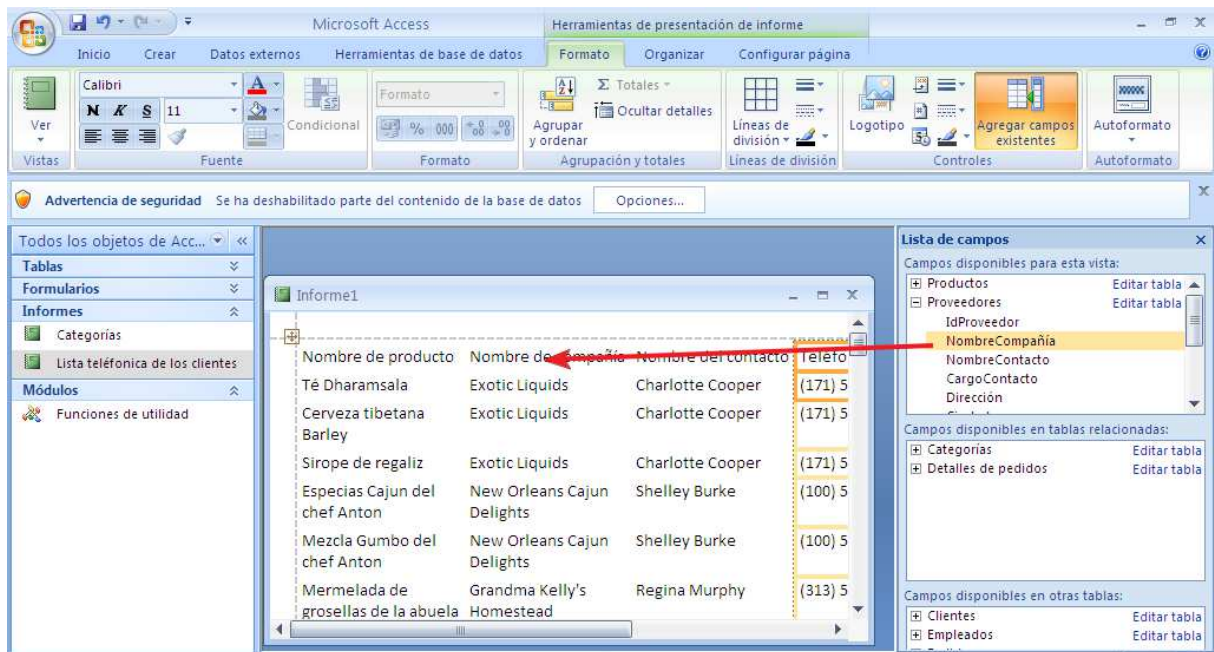 Microsoft Access
Herramientas de presentación de informe
Inicio Crear Datos externos Herramientas de base de datos Formato Organizar Configurar página
Ver
Vistas
Calibri
N K S 11
Fuente
Condicional
Formato
% 000
Formato
Agrupar
y ordenar
Σ Totales
Ocultar detalles
Agrupación y totales
Líneas de
división
Líneas de división
Logotipo
Agregar campos
existentes
Controles
Autoformato
Autoformato
Advertencia de seguridad Se ha deshabilitado parte del contenido de la base de datos Opciones...
Todos los objetos de Acc...
Tablas
Formularios
Informes
Categorías
Lista teléfonica de los clientes
Módulos
Funciones de utilidad
Informe1
Nombre de producto Nombre de compañía Nombre del contacto Teléfo
Té Dharamsala Exotic Liquids Charlotte Cooper (171) 5
Cerveza tibetana Exotic Liquids Charlotte Cooper (171) 5
Barley
Sirope de regaliz Exotic Liquids Charlotte Cooper (171) 5
Especias Cajun del New Orleans Cajun Shelley Burke (100) 5
chef Anton Delights
Mezcla Gumbo del New Orleans Cajun Shelley Burke (100) 5
chef Anton Delights
Mermelada de Grandma Kelly's Regina Murphy (313) 5
grosellas de la abuela Homestead
Lista de campos
Campos disponibles para esta vista:
Productos Editar tabla
Proveedores Editar tabla
IdProveedor
NombreCompañía
NombreContacto
CargoContacto
Dirección
Campos disponibles en tablas relacionadas:
Categorías Editar tabla
Detalles de pedidos Editar tabla
Campos disponibles en otras tablas:
Clientes Editar tabla
Empleados Editar tabla